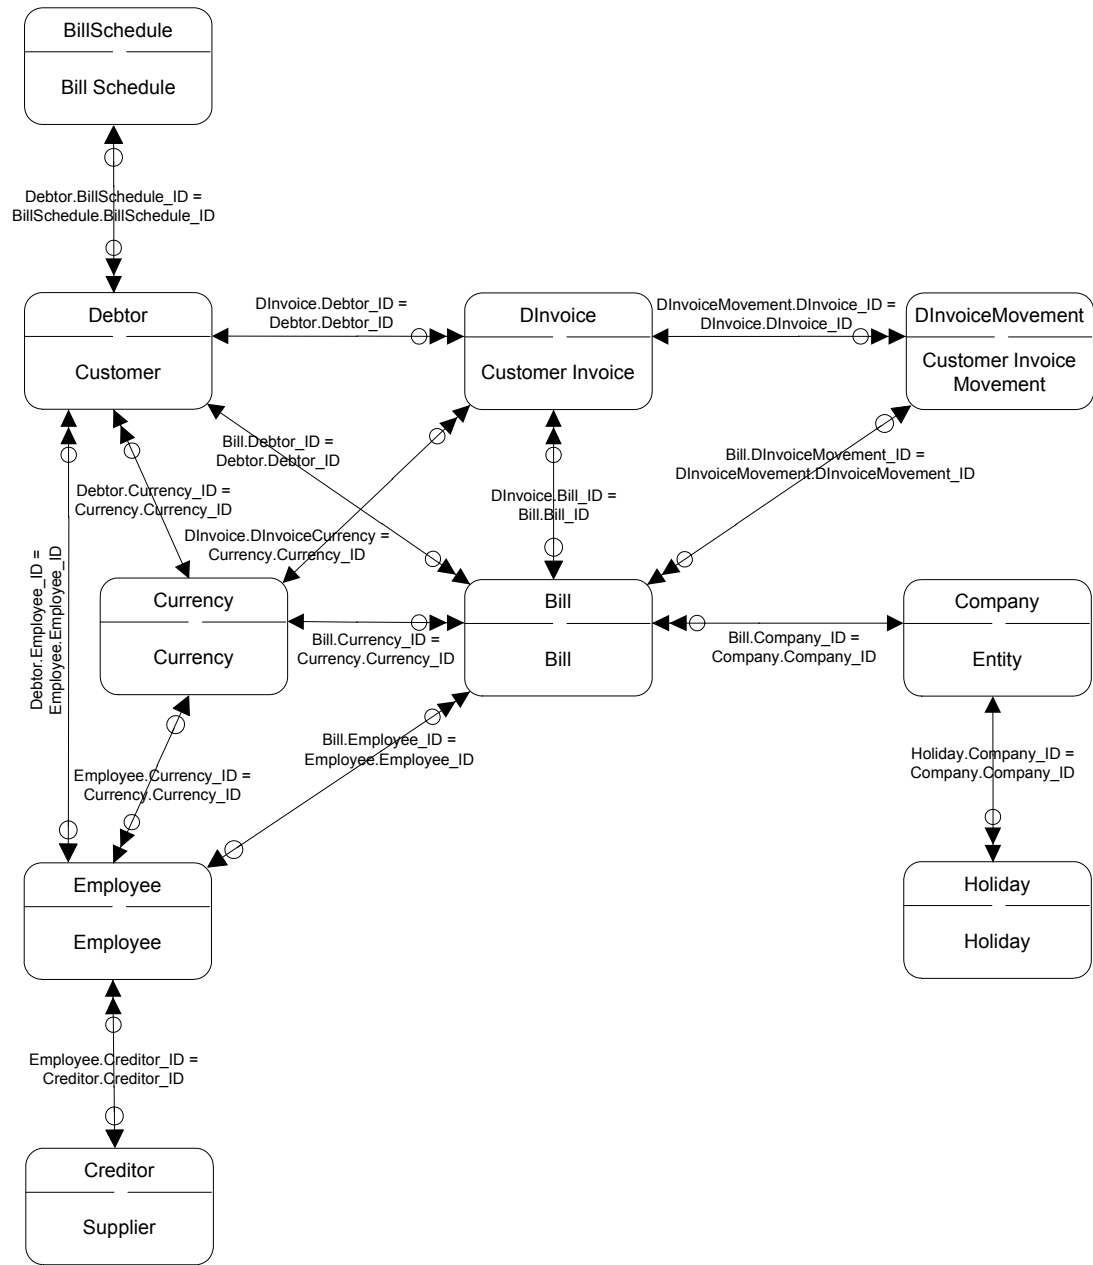 BillSchedule
Bill Schedule
Debtor.BillSchedule_ID =
BillSchedule.BillSchedule_ID
Debtor
Customer
DInvoice.Debtor_ID =
Debtor.Debtor_ID
DInvoice
Customer Invoice
DInvoiceMovement.DInvoice_ID =
DInvoice.DInvoice_ID
DInvoiceMovement
Customer Invoice
Movement
Bill.Debtor_ID =
Debtor.Debtor_ID
Bill.DInvoiceMovement_ID =
DInvoiceMovement.DInvoiceMovement_ID
Debtor.Currency_ID =
Currency.Currency_ID
DInvoice.Bill_ID =
Bill.Bill_ID
DInvoice.DInvoiceCurrency =
Currency.Currency_ID
Debtor.Employee_ID =
Employee.Employee_ID
Currency
Currency
Bill.Currency_ID =
Currency.Currency_ID
Bill
Bill
Bill.Company_ID =
Company.Company_ID
Company
Entity
Employee.Currency_ID =
Currency.Currency_ID
Bill.Employee_ID =
Employee.Employee_ID
Holiday.Company_ID =
Company.Company_ID
Employee
Employee
Holiday
Holiday
Employee.Creditor_ID =
Creditor.Creditor_ID
Creditor
Supplier